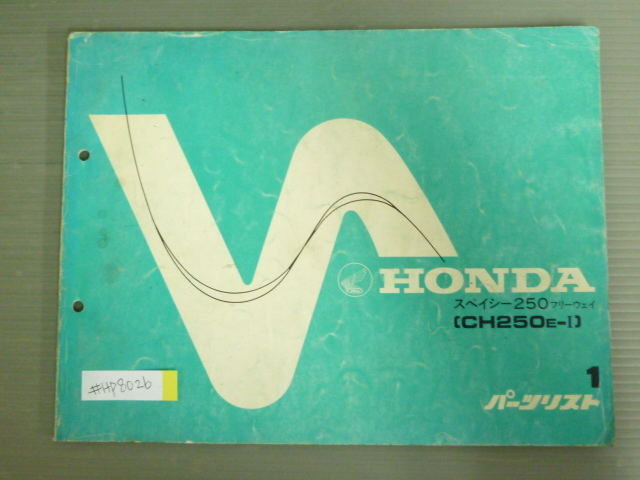 HONDA
スペイシー250フリーウェイ
〔CH250E-I〕
1
パーツリスト
#HP8026